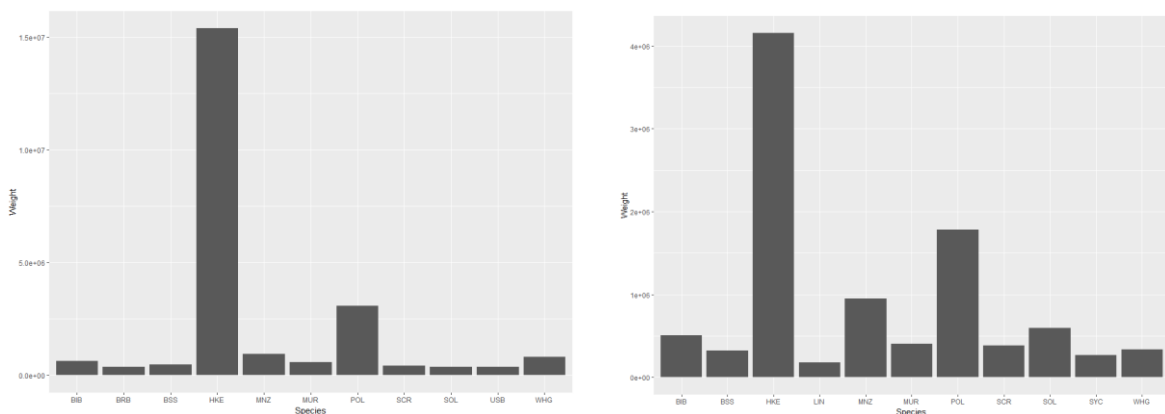 1.5e+07
1.0e+07
5.0e+06
0.0e+00
Weight
BIB BRB BSS HKE MNZ MUR POL SCR SOL USB WHG
Species
4e+06
3e+06
2e+06
1e+06
0e+00
Weight
BIB BSS HKE LIN MNZ MUR POL SCR SOL SYC WHG
Species